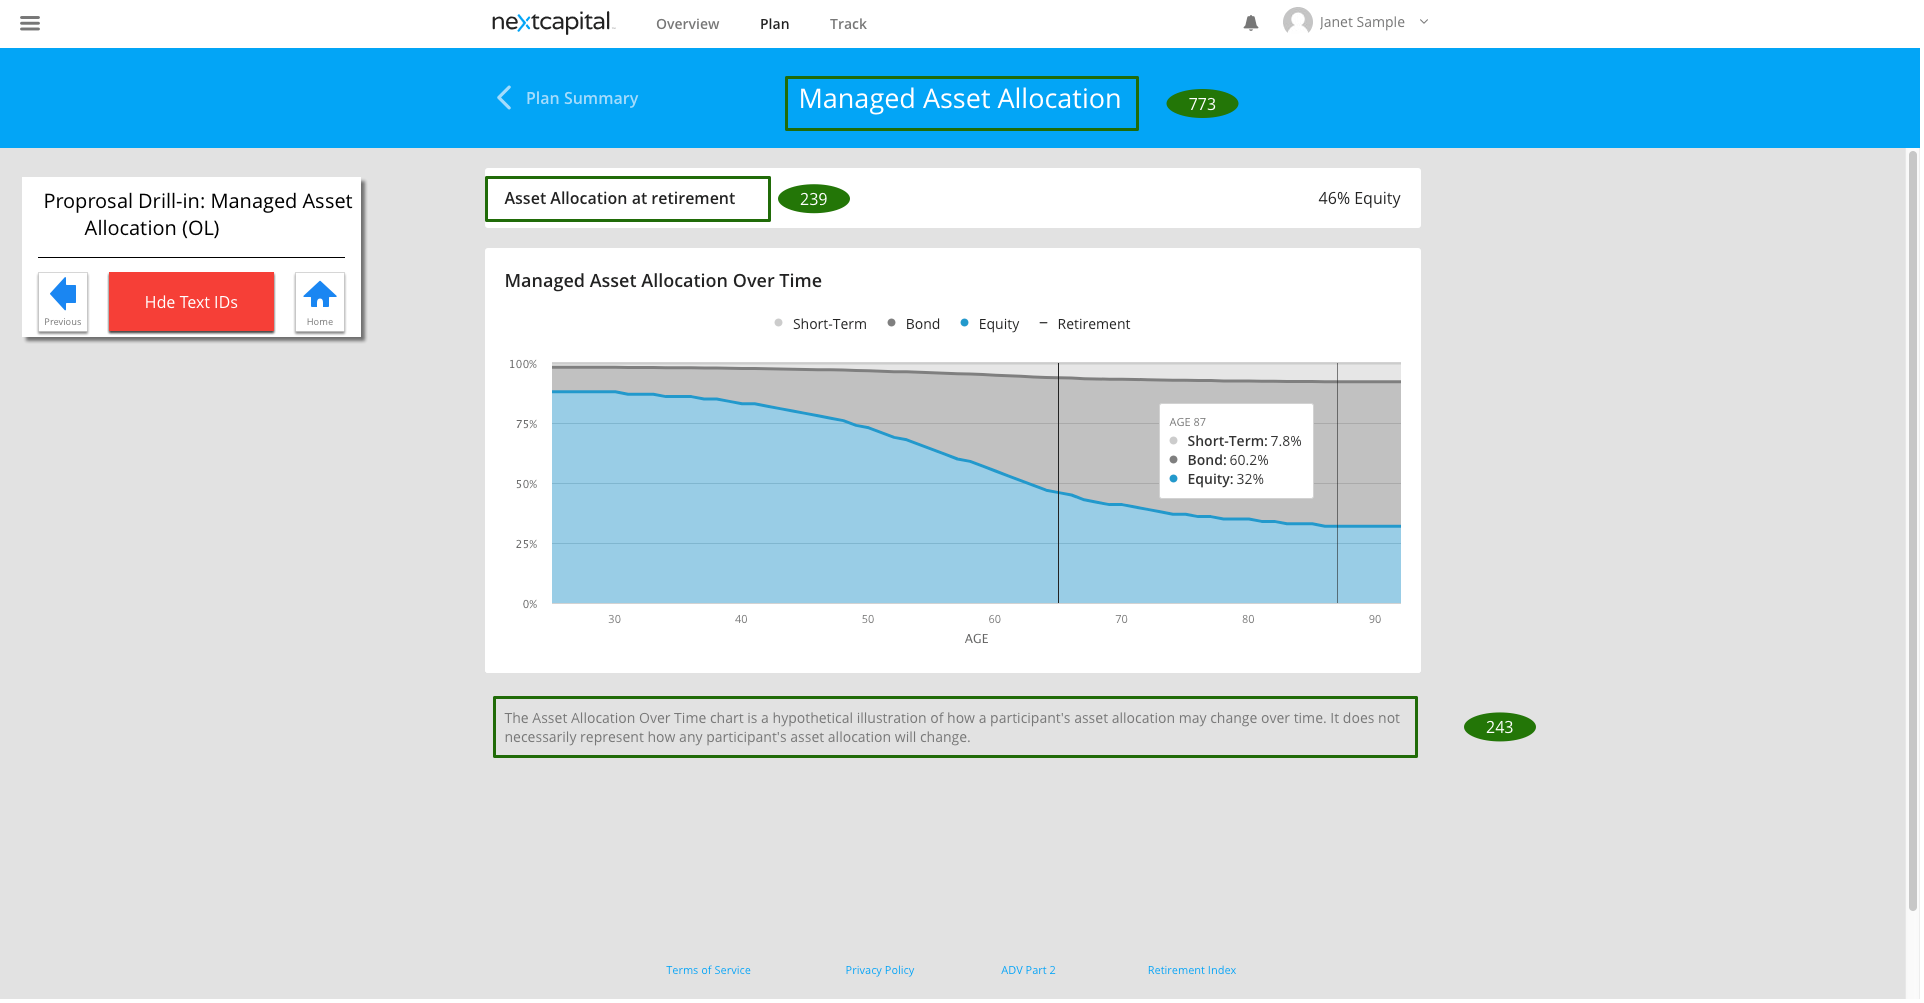 nextcapital
Overview
Plan
Track
Janet Sample
Plan Summary
Managed Asset Allocation
773
Proprosal Drill-in: Managed Asset
Allocation (OL)
Previous
Hde Text IDs
Home
Asset Allocation at retirement
239
46% Equity
Managed Asset Allocation Over Time
Short-Term
Bond
Equity
Retirement
100%
75%
50%
25%
0%
AGE 87
Short-Term: 7.8%
Bond: 60.2%
Equity: 32%
30
40
50
60
70
80
90
AGE
The Asset Allocation Over Time chart is a hypothetical illustration of how a participant's asset allocation may change over time. It does not
necessarily represent how any participant's asset allocation will change.
243
Terms of Service
Privacy Policy
ADV Part 2
Retirement Index